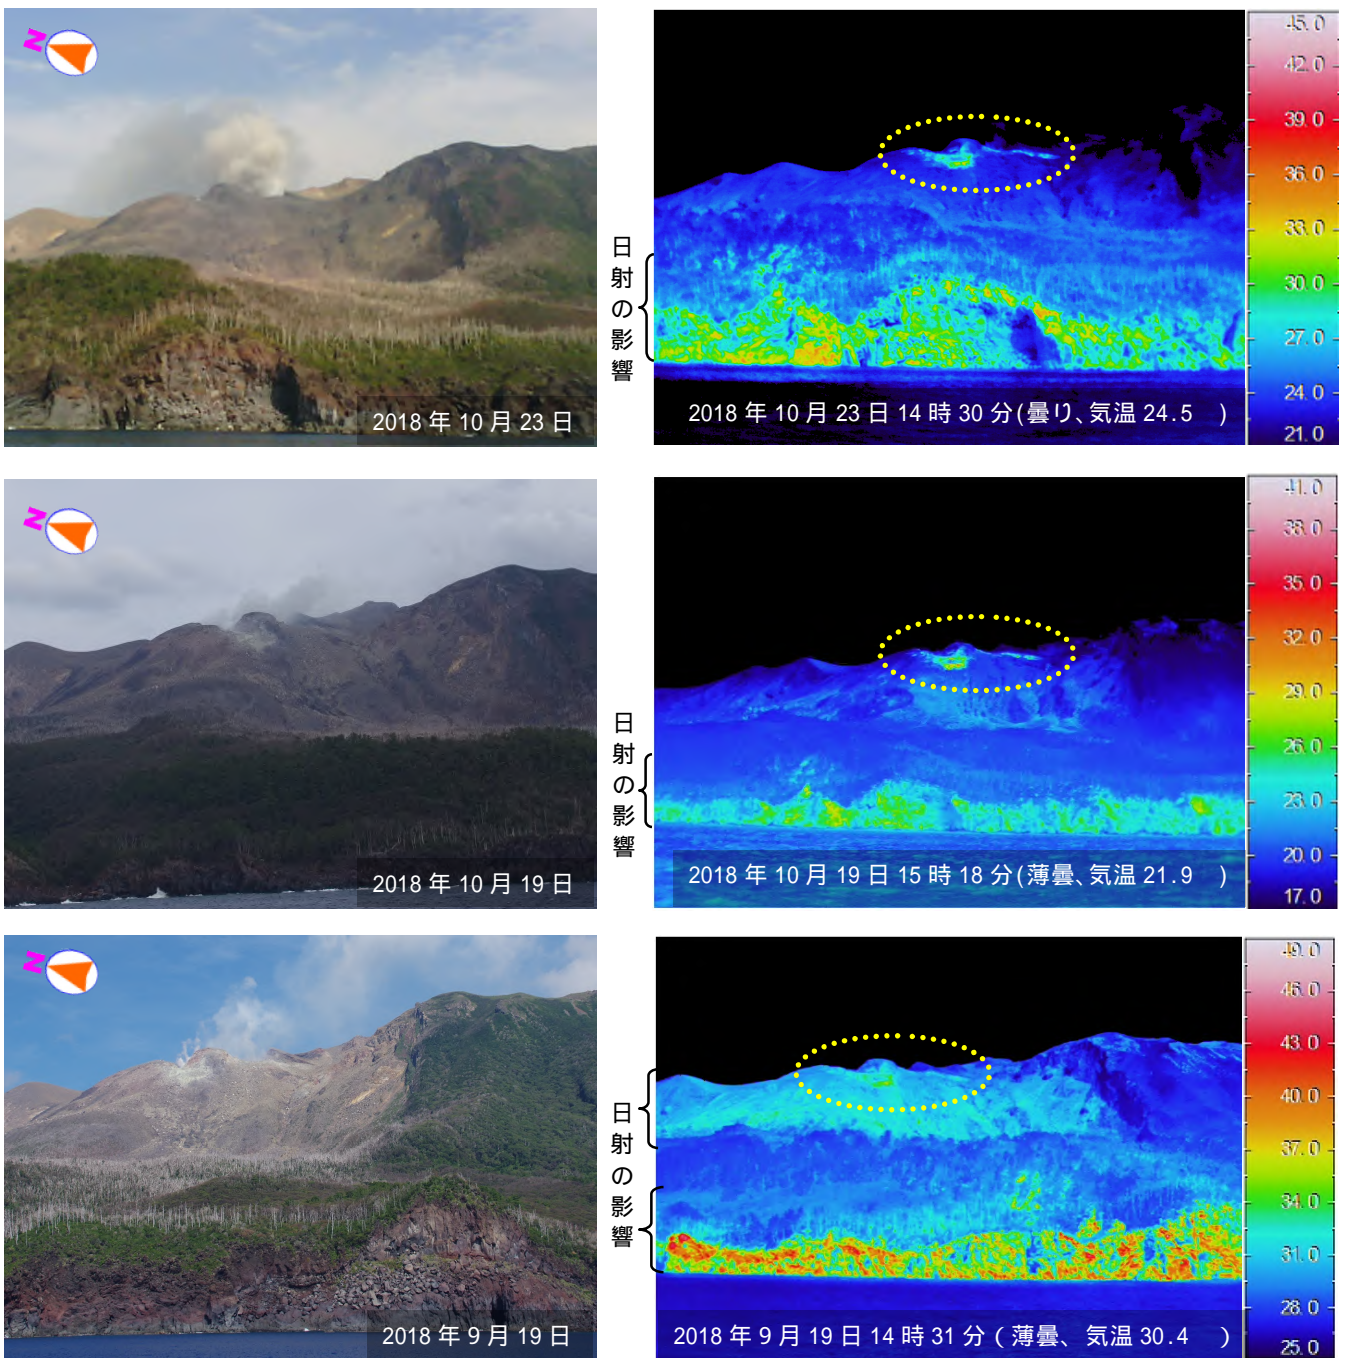 N
日射の影響
2018 年 10 月 23 日
2018 年 10 月 23 日 14 時 30 分(曇り、気温 24.5 )
45.0
42.0
39.0
36.0
33.0
30.0
27.0
24.0
21.0
N
日射の影響
2018 年 10 月 19 日
2018 年 10 月 19 日 15 時 18 分(薄曇、気温 21.9 )
41.0
38.0
35.0
32.0
29.0
26.0
23.0
20.0
17.0
N
日射の影響
2018 年 9 月 19 日
2018 年 9 月 19 日 14 時 31 分 ( 薄曇、 気温 30.4 )
49.0
46.0
43.0
40.0
37.0
34.0
31.0
28.0
25.0